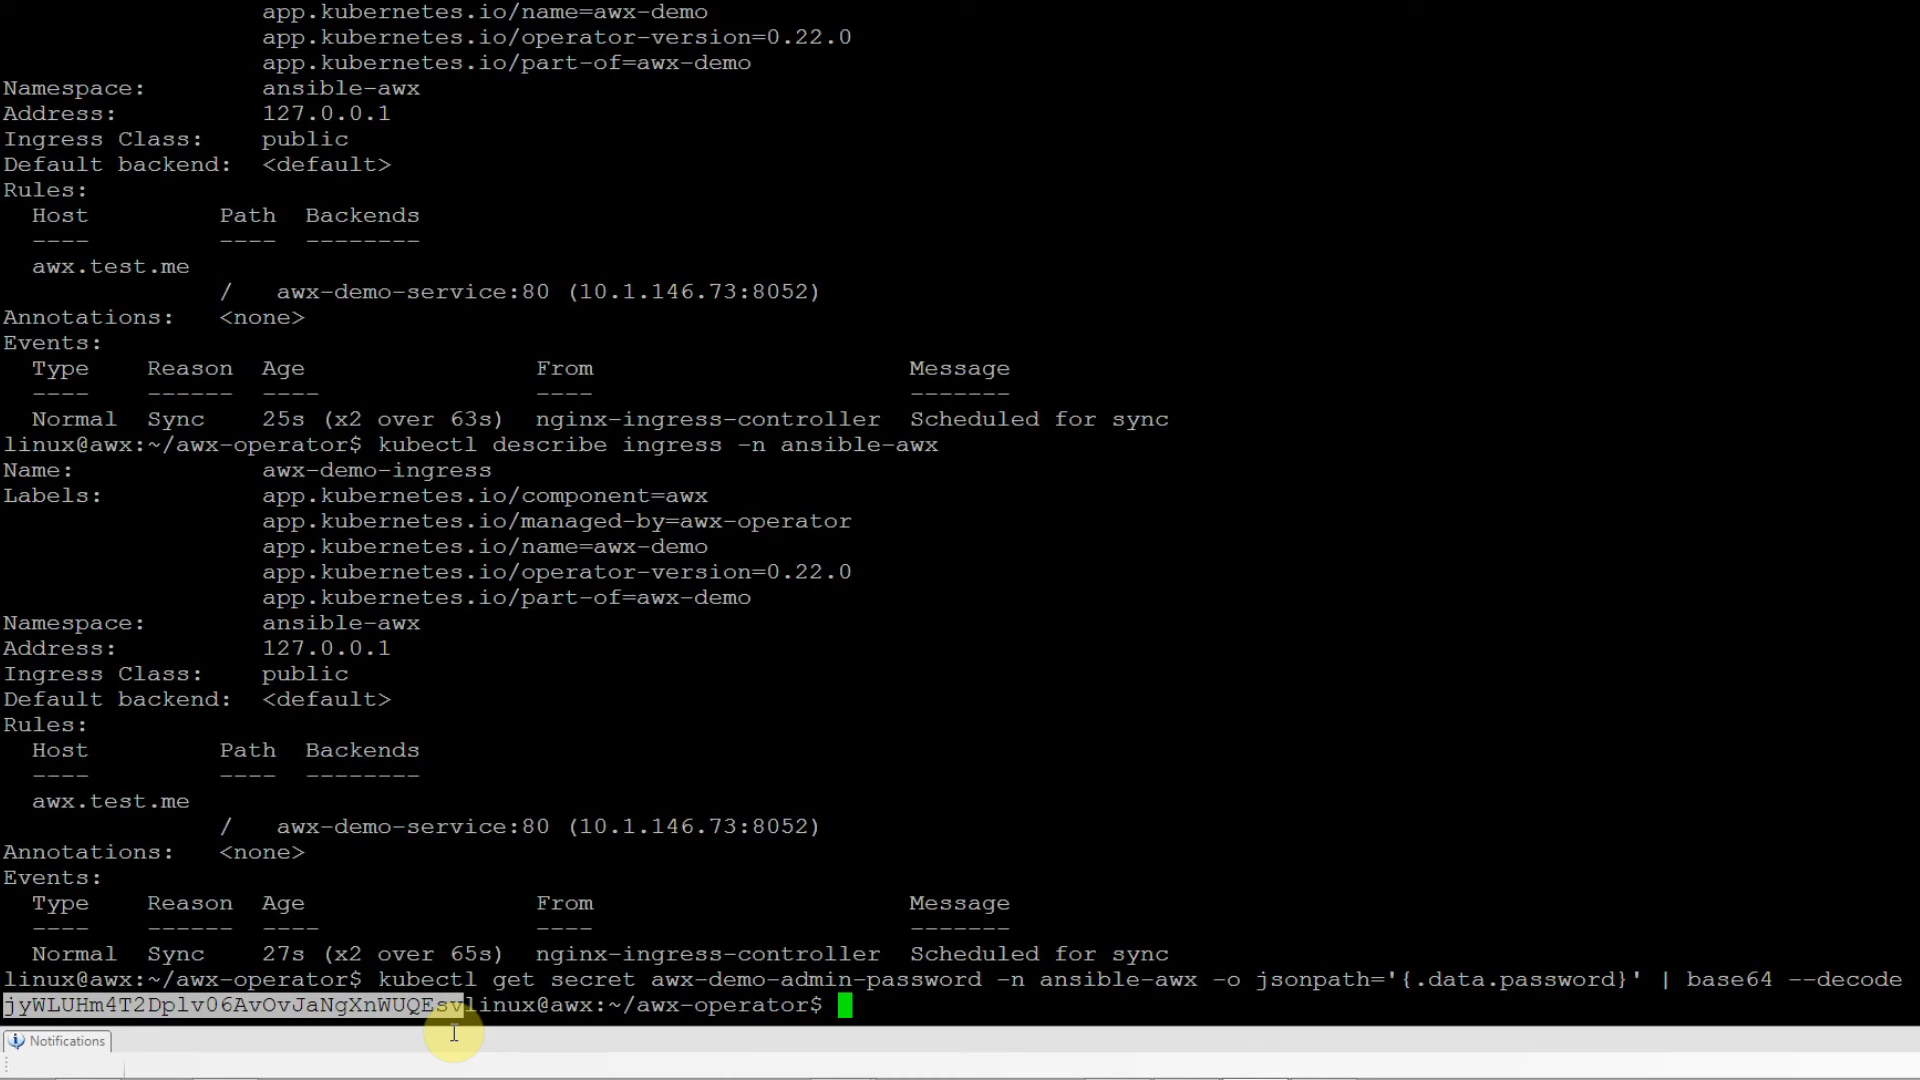 app.kubernetes.io/name=awx-demo
app.kubernetes.io/operator-version=0.22.0
app.kubernetes.io/part-of=awx-demo
Namespace: ansible-awx
Address: 127.0.0.1
Ingress Class: public
Default backend: <default>
Rules:
Host Path Backends
---- ---- --------
awx.test.me
/ awx-demo-service:80 (10.1.146.73:8052)
Annotations: <none>
Events:
Type Reason Age From Message
---- ------ ---- ---- -------
Normal Sync 25s (x2 over 63s) nginx-ingress-controller Scheduled for sync
linux@awx:~/awx-operator$ kubectl describe ingress -n ansible-awx
Name: awx-demo-ingress
Labels: app.kubernetes.io/component=awx
app.kubernetes.io/managed-by=awx-operator
app.kubernetes.io/name=awx-demo
app.kubernetes.io/operator-version=0.22.0
app.kubernetes.io/part-of=awx-demo
Namespace: ansible-awx
Address: 127.0.0.1
Ingress Class: public
Default backend: <default>
Rules:
Host Path Backends
---- ---- --------
awx.test.me
/ awx-demo-service:80 (10.1.146.73:8052)
Annotations: <none>
Events:
Type Reason Age From Message
---- ------ ---- ---- -------
Normal Sync 27s (x2 over 65s) nginx-ingress-controller Scheduled for sync
linux@awx:~/awx-operator$ kubectl get secret awx-demo-admin-password -n ansible-awx -o jsonpath='{.data.password}' | base64 --decode
jyWLUHm4T2Dplv06AvOvJaNgXnWUQEsvlinux@awx:~/awx-operator$
Notifications